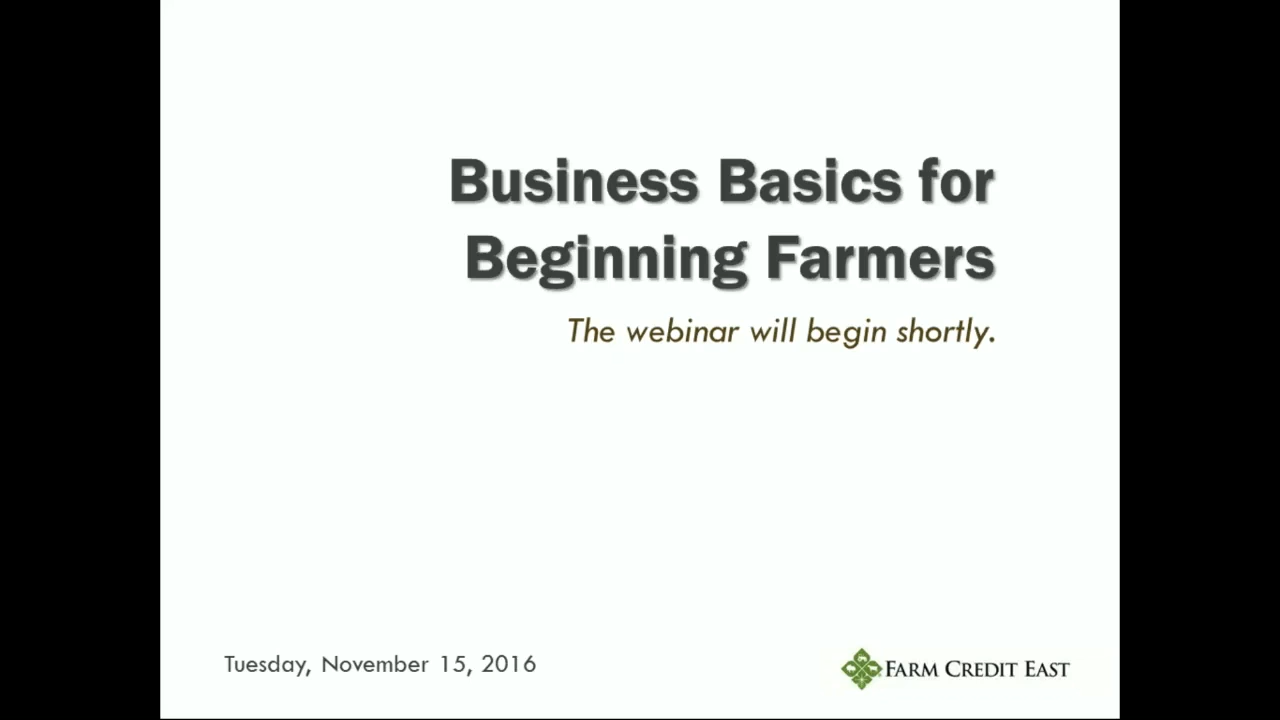 Business Basics for
Beginning Farmers
The webinar will begin shortly.
Tuesday, November 15, 2016
FARM CREDIT EAST